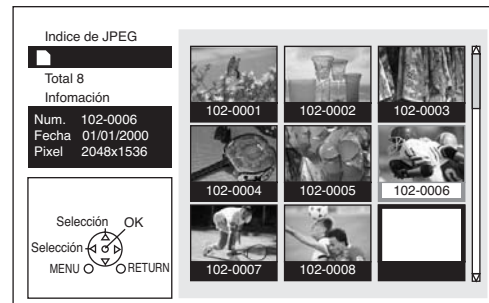 Indice de JPEG
Total 8
Infomación
Num. 102-0006
Fecha 01/01/2000
Pixel 2048x1536
Selección OK
Selección
MENU RETURN
102-0001 102-0002 102-0003
102-0004 102-0005 102-0006
102-0007 102-0008